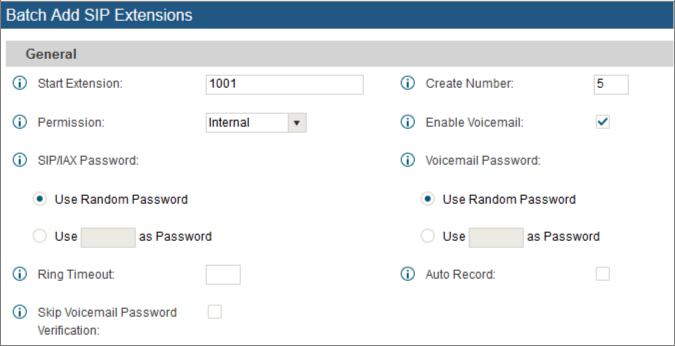 Batch Add SIP Extensions
General
Start Extension: 1001 Create Number: 5
Permission: Internal Enable Voicemail:
SIP/IAX Password: Voicemail Password:
Use Random Password Use Random Password
Use as Password Use as Password
Ring Timeout: Auto Record:
Skip Voicemail Password
Verification: